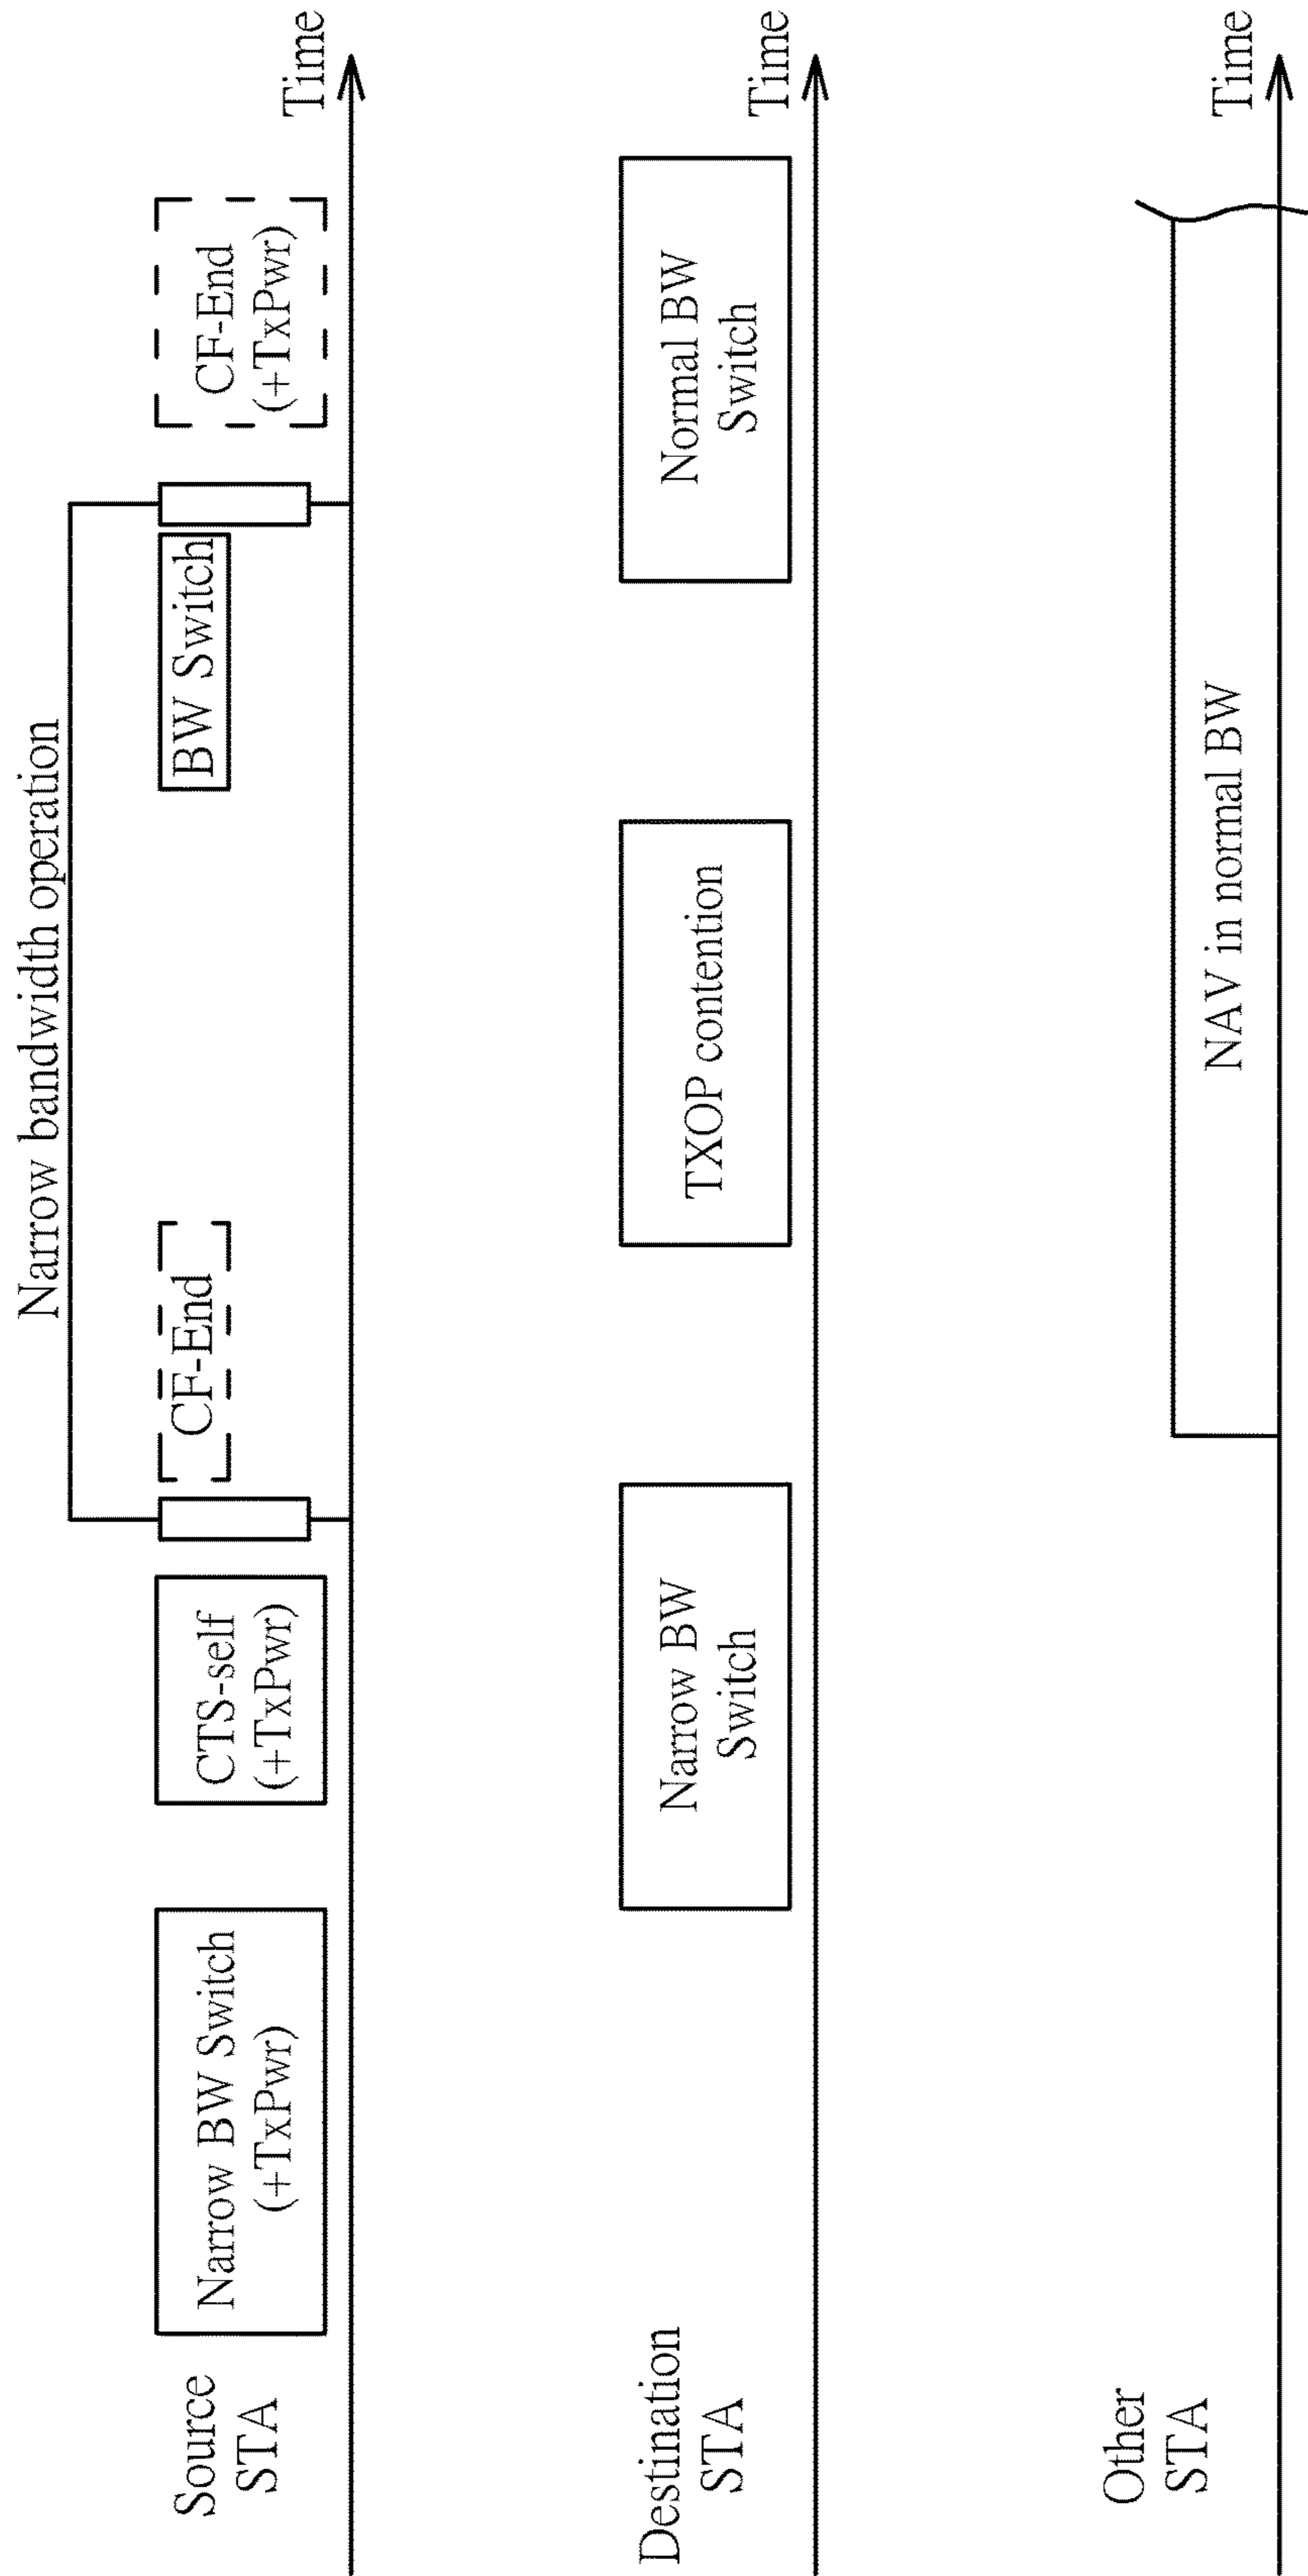 Narrow bandwidth operation
Source
STA
Narrow BW Switch
(+TxPwr)
CTS-self
(+TxPwr)
CF-End
BW Switch
CF-End
(+TxPwr)
Time
Destination
STA
Narrow BW
Switch
TXOP contention
Normal BW
Switch
Time
Other
STA
NAV in normal BW
Time